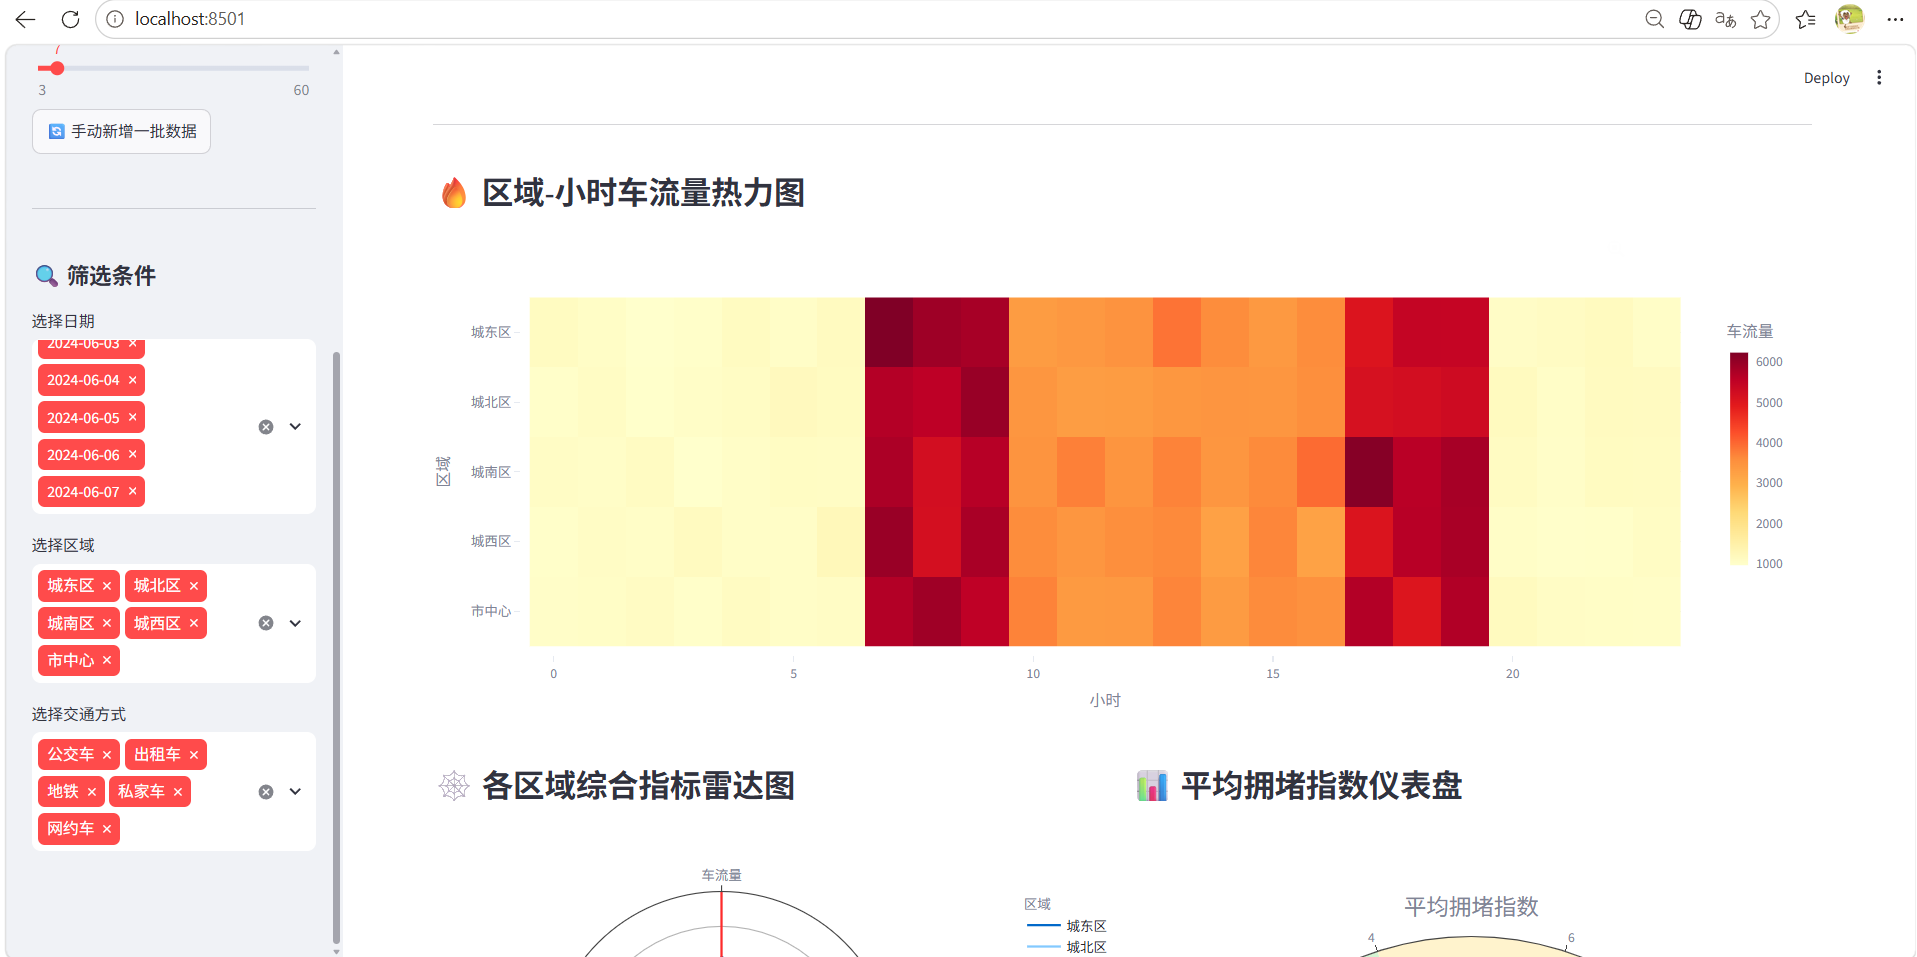 localhost:8501
Deploy
7
3 60
手动新增一批数据
筛选条件
选择日期
2024-06-03 ×
2024-06-04 ×
2024-06-05 ×
2024-06-06 ×
2024-06-07 ×
选择区域
城东区 × 城北区 ×
城南区 × 城西区 ×
市中心 ×
选择交通方式
公交车 × 出租车 ×
地铁 × 私家车 ×
网约车 ×
区域-小时车流量热力图
区域
城东区
城北区
城南区
城西区
市中心
0 5 10 15 20
小时
车流量
6000
5000
4000
3000
2000
1000
各区域综合指标雷达图
车流量
区域
城东区
城北区
平均拥堵指数仪表盘
平均拥堵指数
4 6